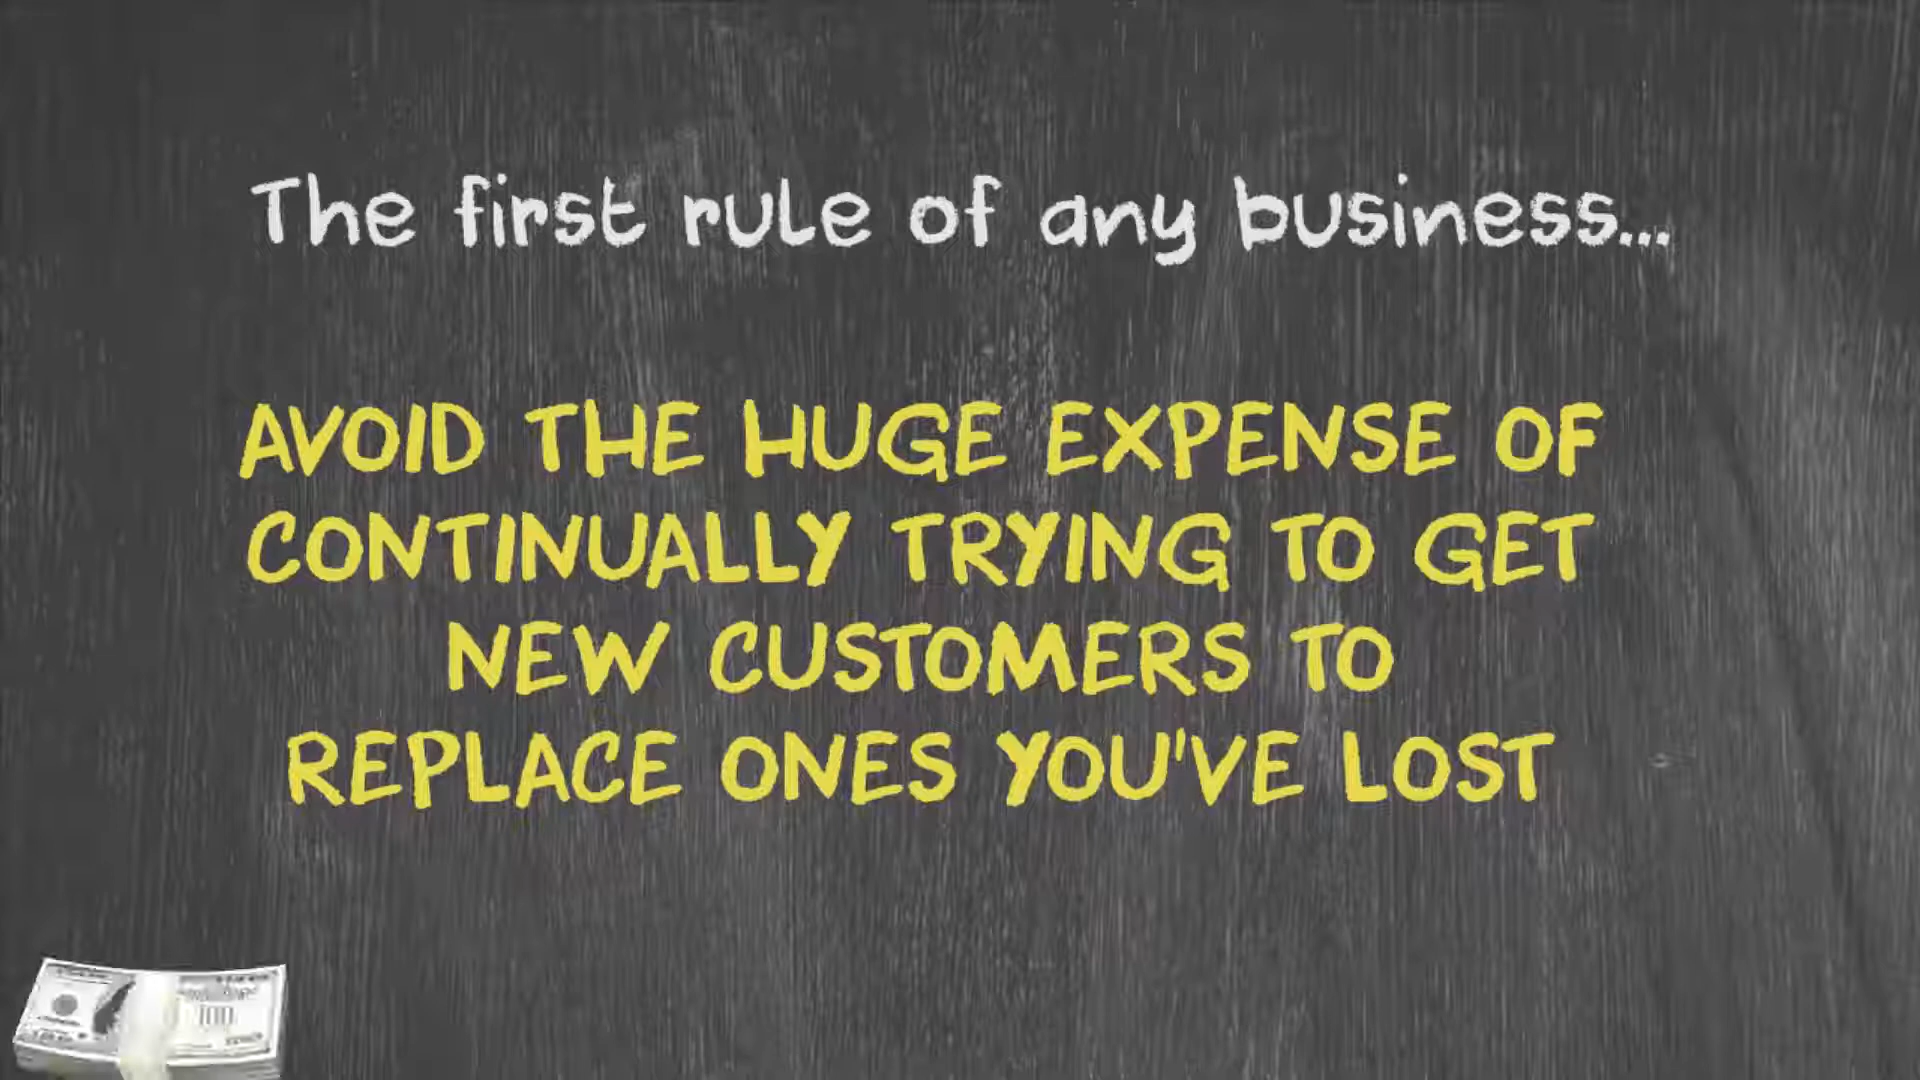 The first rule of any business...
AVOID THE HUGE EXPENSE OF
CONTINUALLY TRYING TO GET
NEW CUSTOMERS TO
REPLACE ONES YOU'VE LOST
100